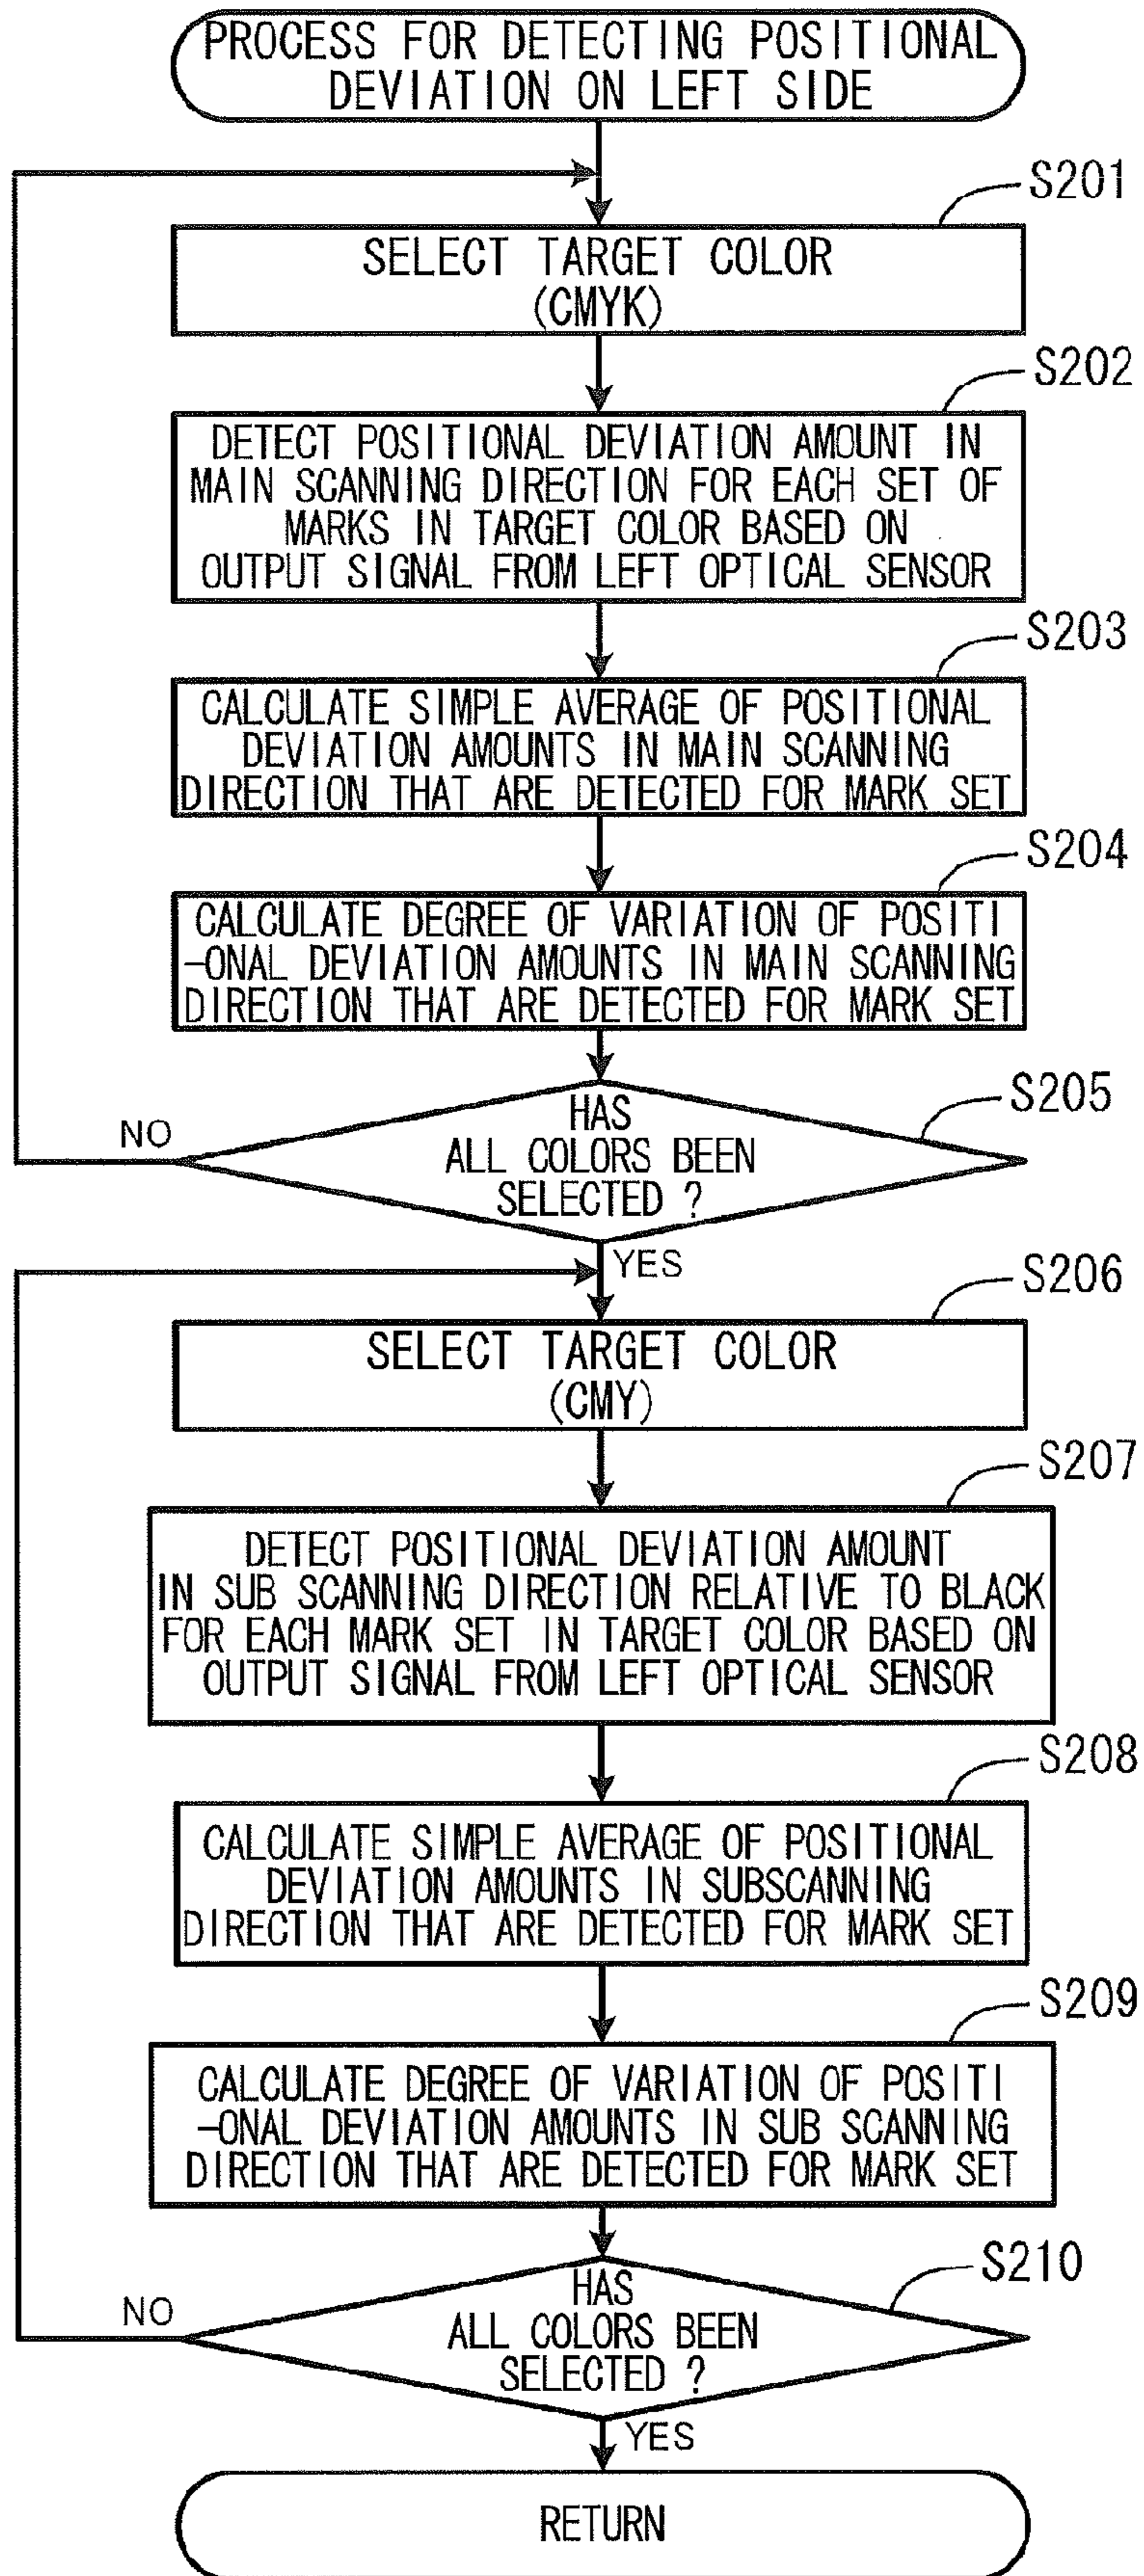 PROCESS FOR DETECTING POSITIONAL
DEVIATION ON LEFT SIDE
S201
SELECT TARGET COLOR
(CMYK)
S202
DETECT POSITIONAL DEVIATION AMOUNT IN
MAIN SCANNING DIRECTION FOR EACH SET OF
MARKS IN TARGET COLOR BASED ON
OUTPUT SIGNAL FROM LEFT OPTICAL SENSOR
S203
CALCULATE SIMPLE AVERAGE OF POSITIONAL
DEVIATION AMOUNTS IN MAIN SCANNING
DIRECTION THAT ARE DETECTED FOR MARK SET
S204
CALCULATE DEGREE OF VARIATION OF POSITI
-ONAL DEVIATION AMOUNTS IN MAIN SCANNING
DIRECTION THAT ARE DETECTED FOR MARK SET
S205
HAS
ALL COLORS BEEN
SELECTED ?
NO
YES
S206
SELECT TARGET COLOR
(CMY)
S207
DETECT POSITIONAL DEVIATION AMOUNT
IN SUB SCANNING DIRECTION RELATIVE TO BLACK
FOR EACH MARK SET IN TARGET COLOR BASED ON
OUTPUT SIGNAL FROM LEFT OPTICAL SENSOR
S208
CALCULATE SIMPLE AVERAGE OF POSITIONAL
DEVIATION AMOUNTS IN SUBSCANNING
DIRECTION THAT ARE DETECTED FOR MARK SET
S209
CALCULATE DEGREE OF VARIATION OF POSITI
-ONAL DEVIATION AMOUNTS IN SUB SCANNING
DIRECTION THAT ARE DETECTED FOR MARK SET
S210
HAS
ALL COLORS BEEN
SELECTED ?
NO
YES
RETURN